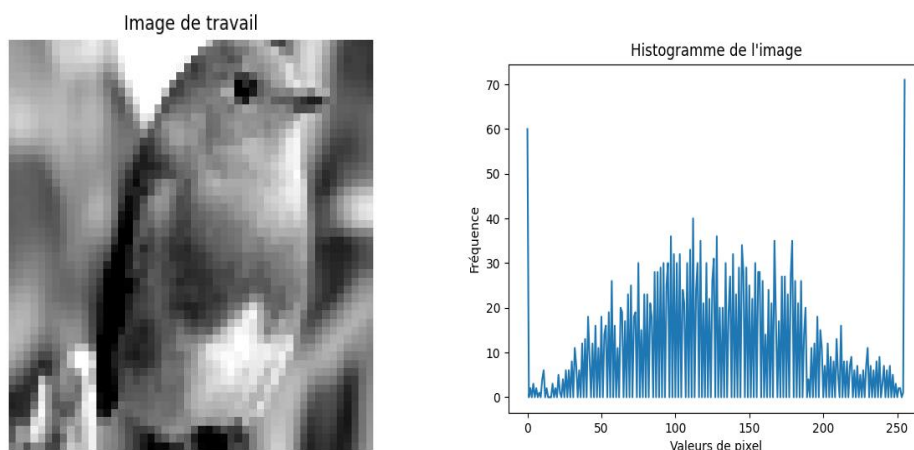 Image de travail
Histogramme de l'image
70
60
50
40
30
20
10
0
Fréquence
0 50 100 150 200 250
Valeurs de pixel